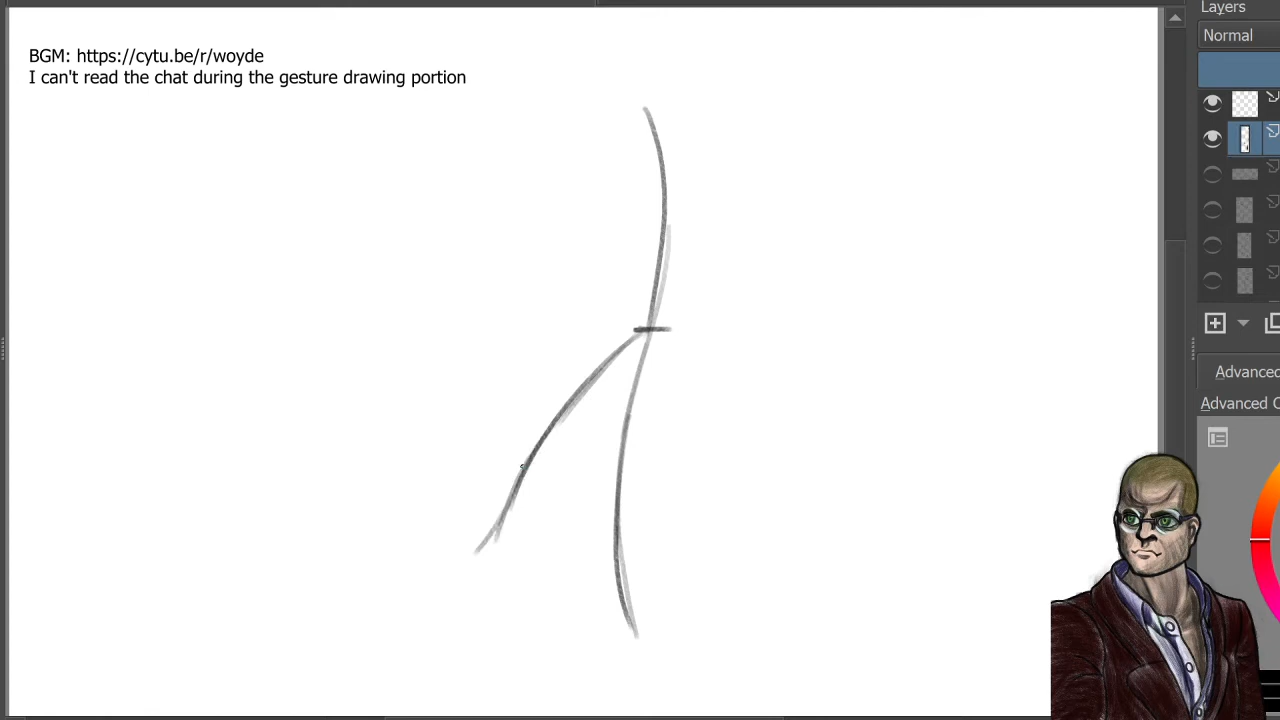 BGM: https://cytu.be/r/woyde
I can't read the chat during the gesture drawing portion
Layers
Normal
Advanced
Advanced